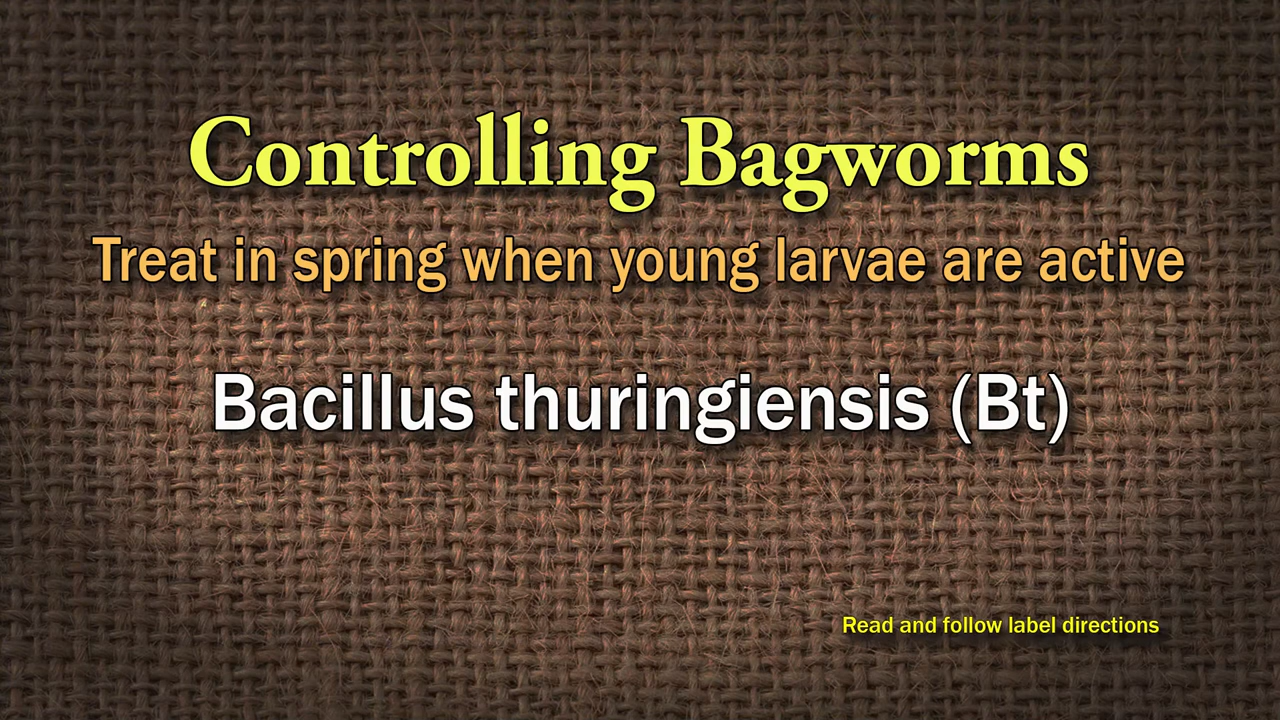 Controlling Bagworms
Treat in spring when young larvae are active
Bacillus thuringiensis (Bt)
Read and follow label directions